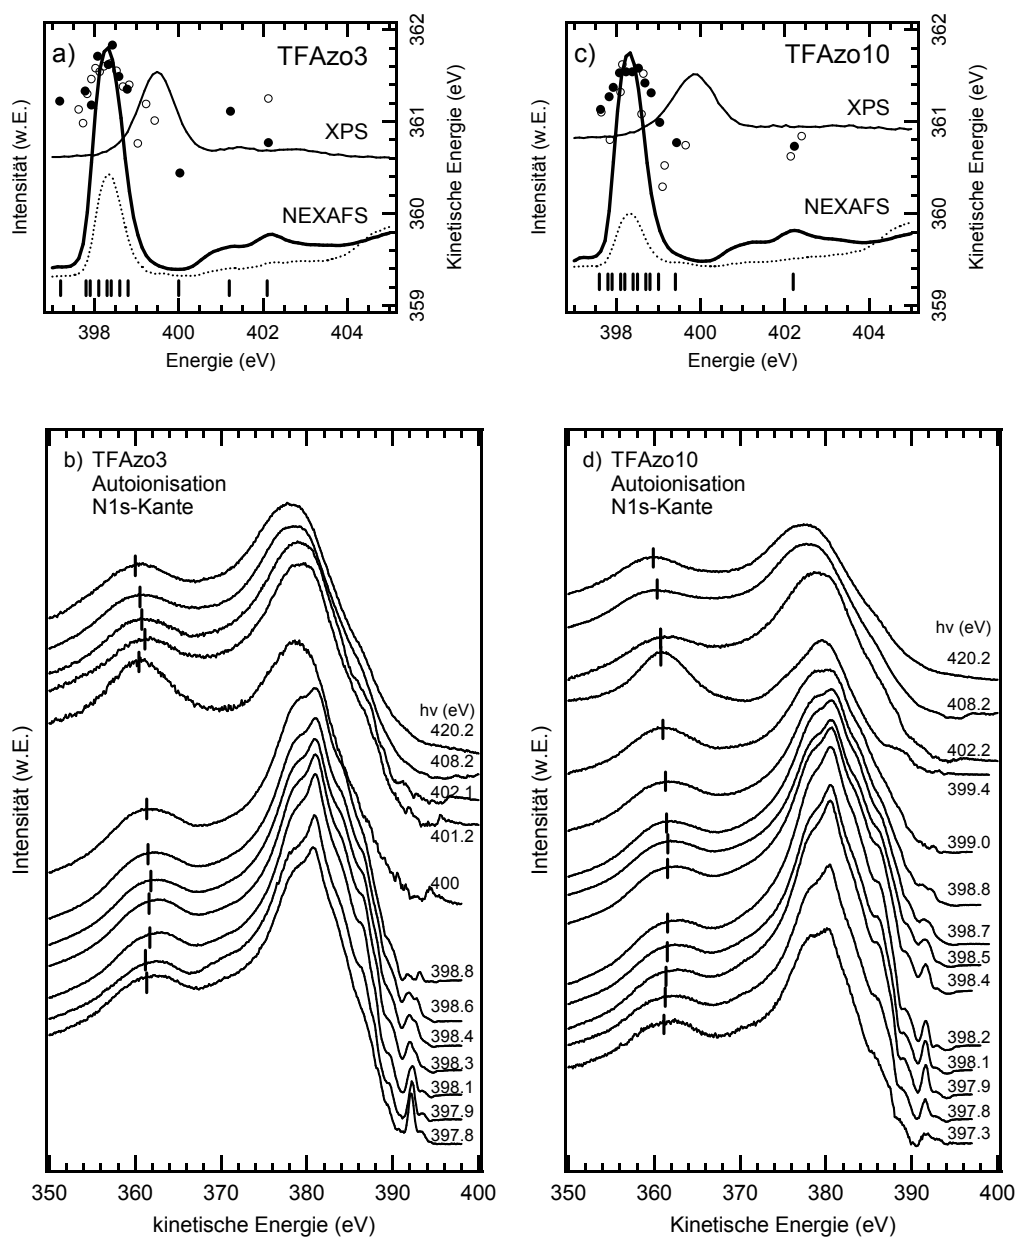 a)
TFAzo3
XPS
NEXAFS
Intensität (w.E.)
Kinetische Energie (eV)
362
361
360
359
398
400
402
404
Energie (eV)
c)
TFAzo10
XPS
NEXAFS
Intensität (w.E.)
Kinetische Energie (eV)
362
361
360
359
398
400
402
404
Energie (eV)
b) TFAzo3
Autoionisation
N1s-Kante
Intensität (w.E.)
hν (eV)
420.2
408.2
402.1
401.2
400
398.8
398.6
398.4
398.3
398.1
397.9
397.8
350
360
370
380
390
kinetische Energie (eV)
d) TFAzo10
Autoionisation
N1s-Kante
Intensität (w.E.)
hν (eV)
420.2
408.2
402.2
399.4
399.0
398.8
398.7
398.5
398.4
398.2
398.1
397.9
397.8
397.3
350
360
370
380
390
400
Kinetische Energie (eV)